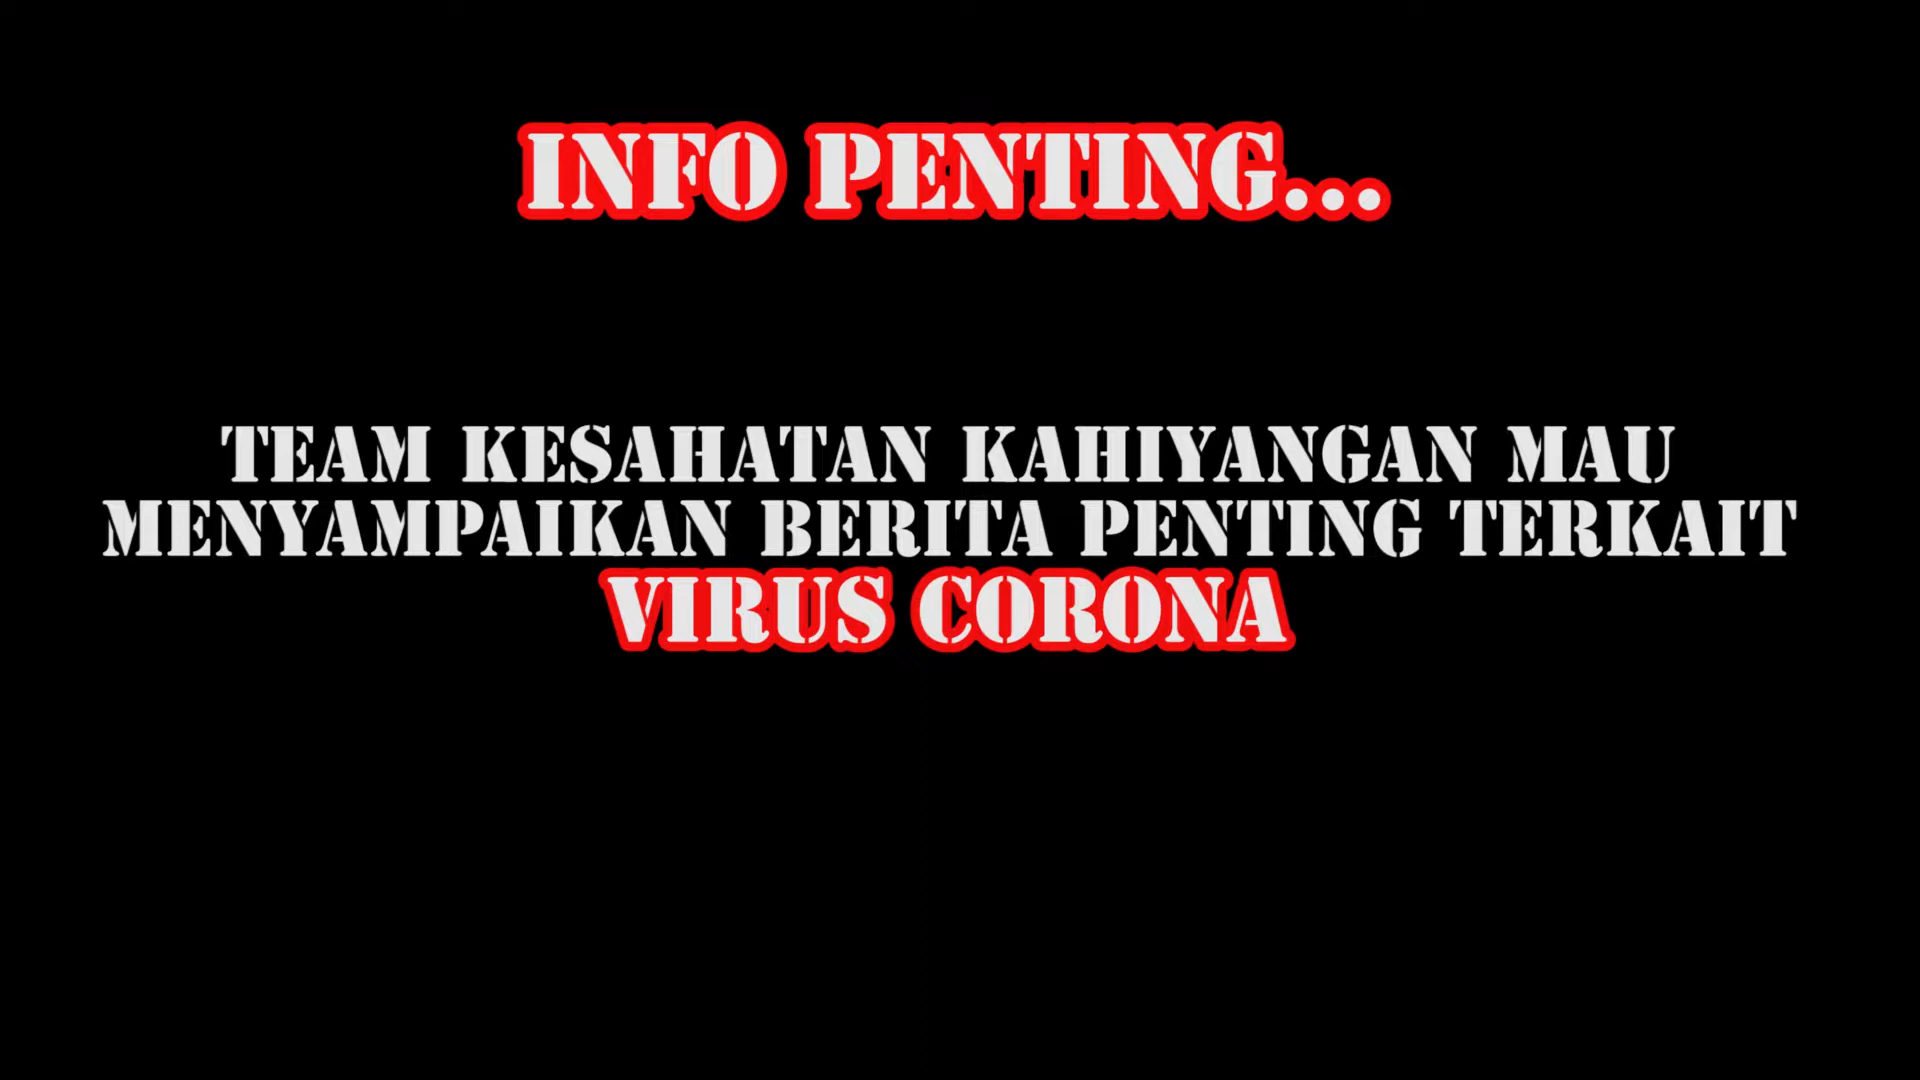 INFO PENTING...
TEAM KESAHATAN KAHIYANGAN MAU
MENYAMPAIKAN BERITA PENTING TERKAIT
VIRUS CORONA